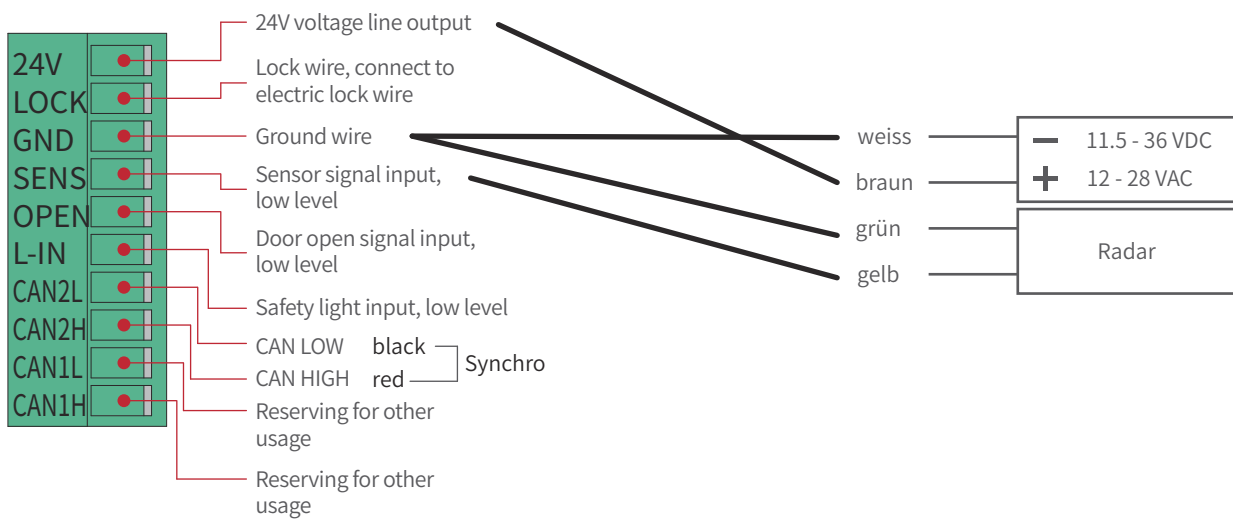 24V
LOCK
GND
SENS
OPEN
L-IN
CAN2L
CAN2H
CAN1L
CAN1H
24V voltage line output
Lock wire, connect to
electric lock wire
Ground wire
Sensor signal input,
low level
Door open signal input,
low level
Safety light input, low level
CAN LOW black
CAN HIGH red
Synchro
Reserving for other
usage
Reserving for other
usage
weiss
braun
grün
gelb
− 11.5 - 36 VDC
+ 12 - 28 VAC
Radar